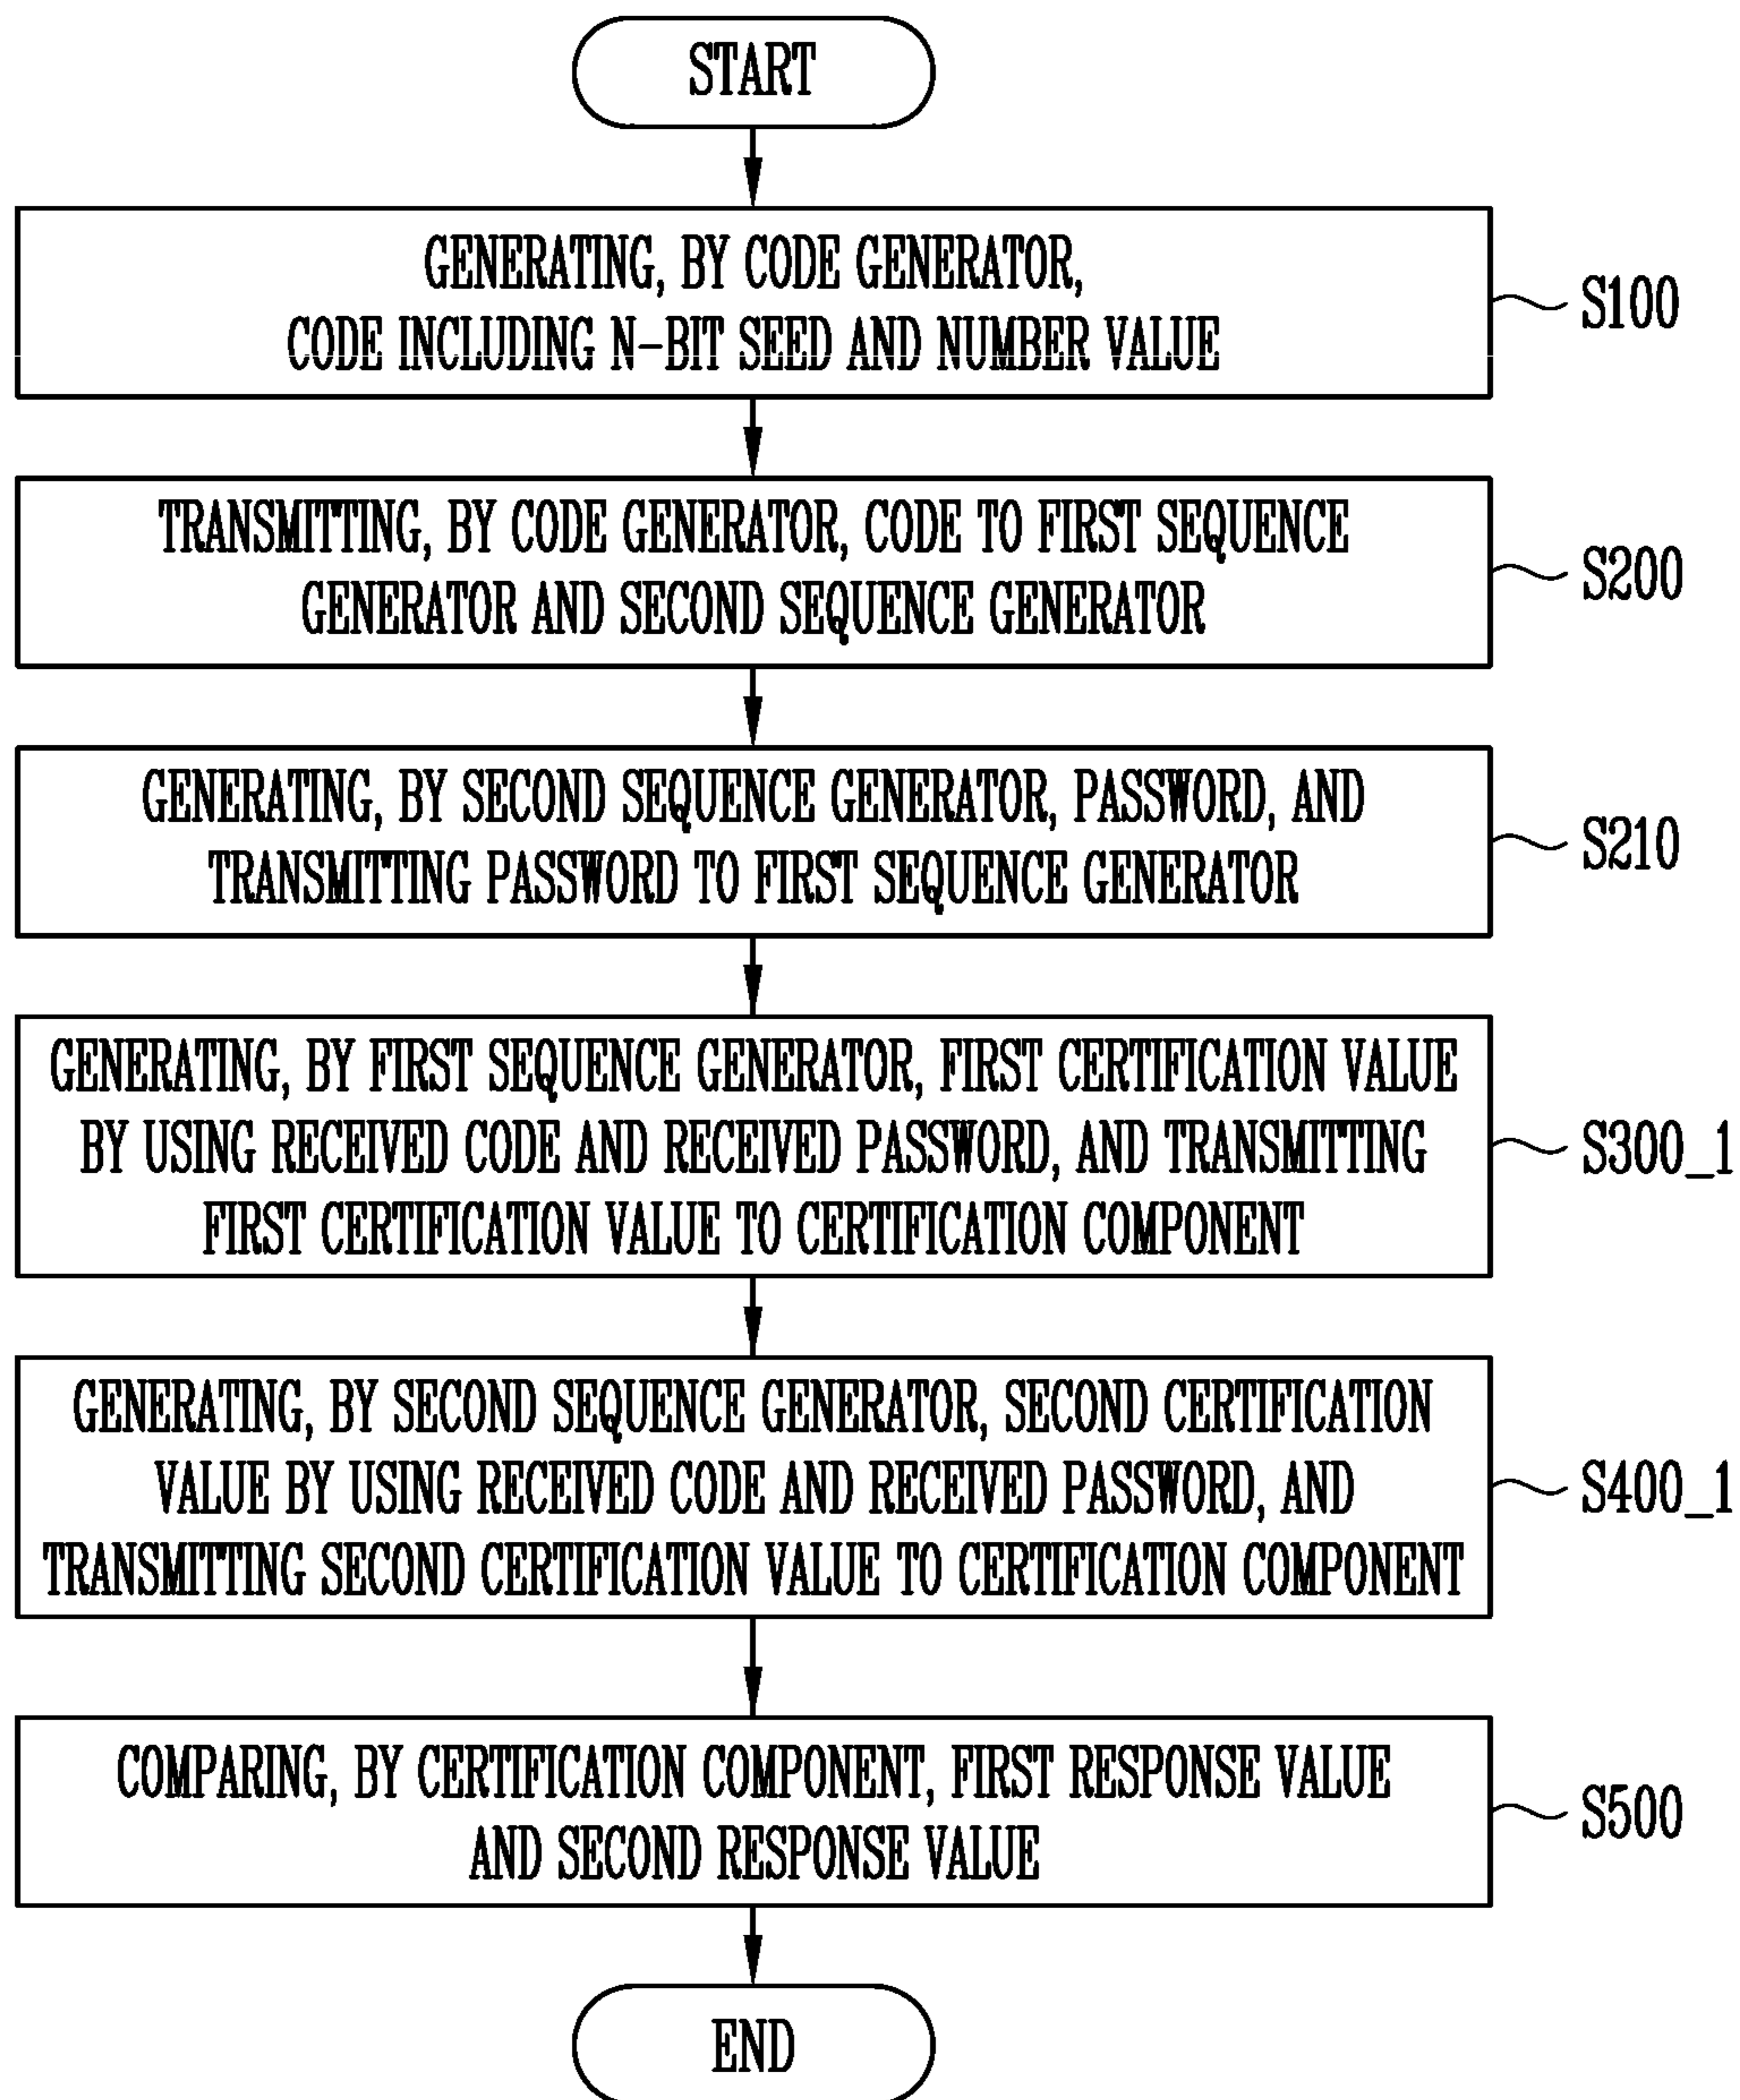 START
GENERATING, BY CODE GENERATOR,
CODE INCLUDING N-BIT SEED AND NUMBER VALUE
S100
TRANSMITTING, BY CODE GENERATOR, CODE TO FIRST SEQUENCE
GENERATOR AND SECOND SEQUENCE GENERATOR
S200
GENERATING, BY SECOND SEQUENCE GENERATOR, PASSWORD, AND
TRANSMITTING PASSWORD TO FIRST SEQUENCE GENERATOR
S210
GENERATING, BY FIRST SEQUENCE GENERATOR, FIRST CERTIFICATION VALUE
BY USING RECEIVED CODE AND RECEIVED PASSWORD, AND TRANSMITTING
FIRST CERTIFICATION VALUE TO CERTIFICATION COMPONENT
S300_1
GENERATING, BY SECOND SEQUENCE GENERATOR, SECOND CERTIFICATION
VALUE BY USING RECEIVED CODE AND RECEIVED PASSWORD, AND
TRANSMITTING SECOND CERTIFICATION VALUE TO CERTIFICATION COMPONENT
S400_1
COMPARING, BY CERTIFICATION COMPONENT, FIRST RESPONSE VALUE
AND SECOND RESPONSE VALUE
S500
END